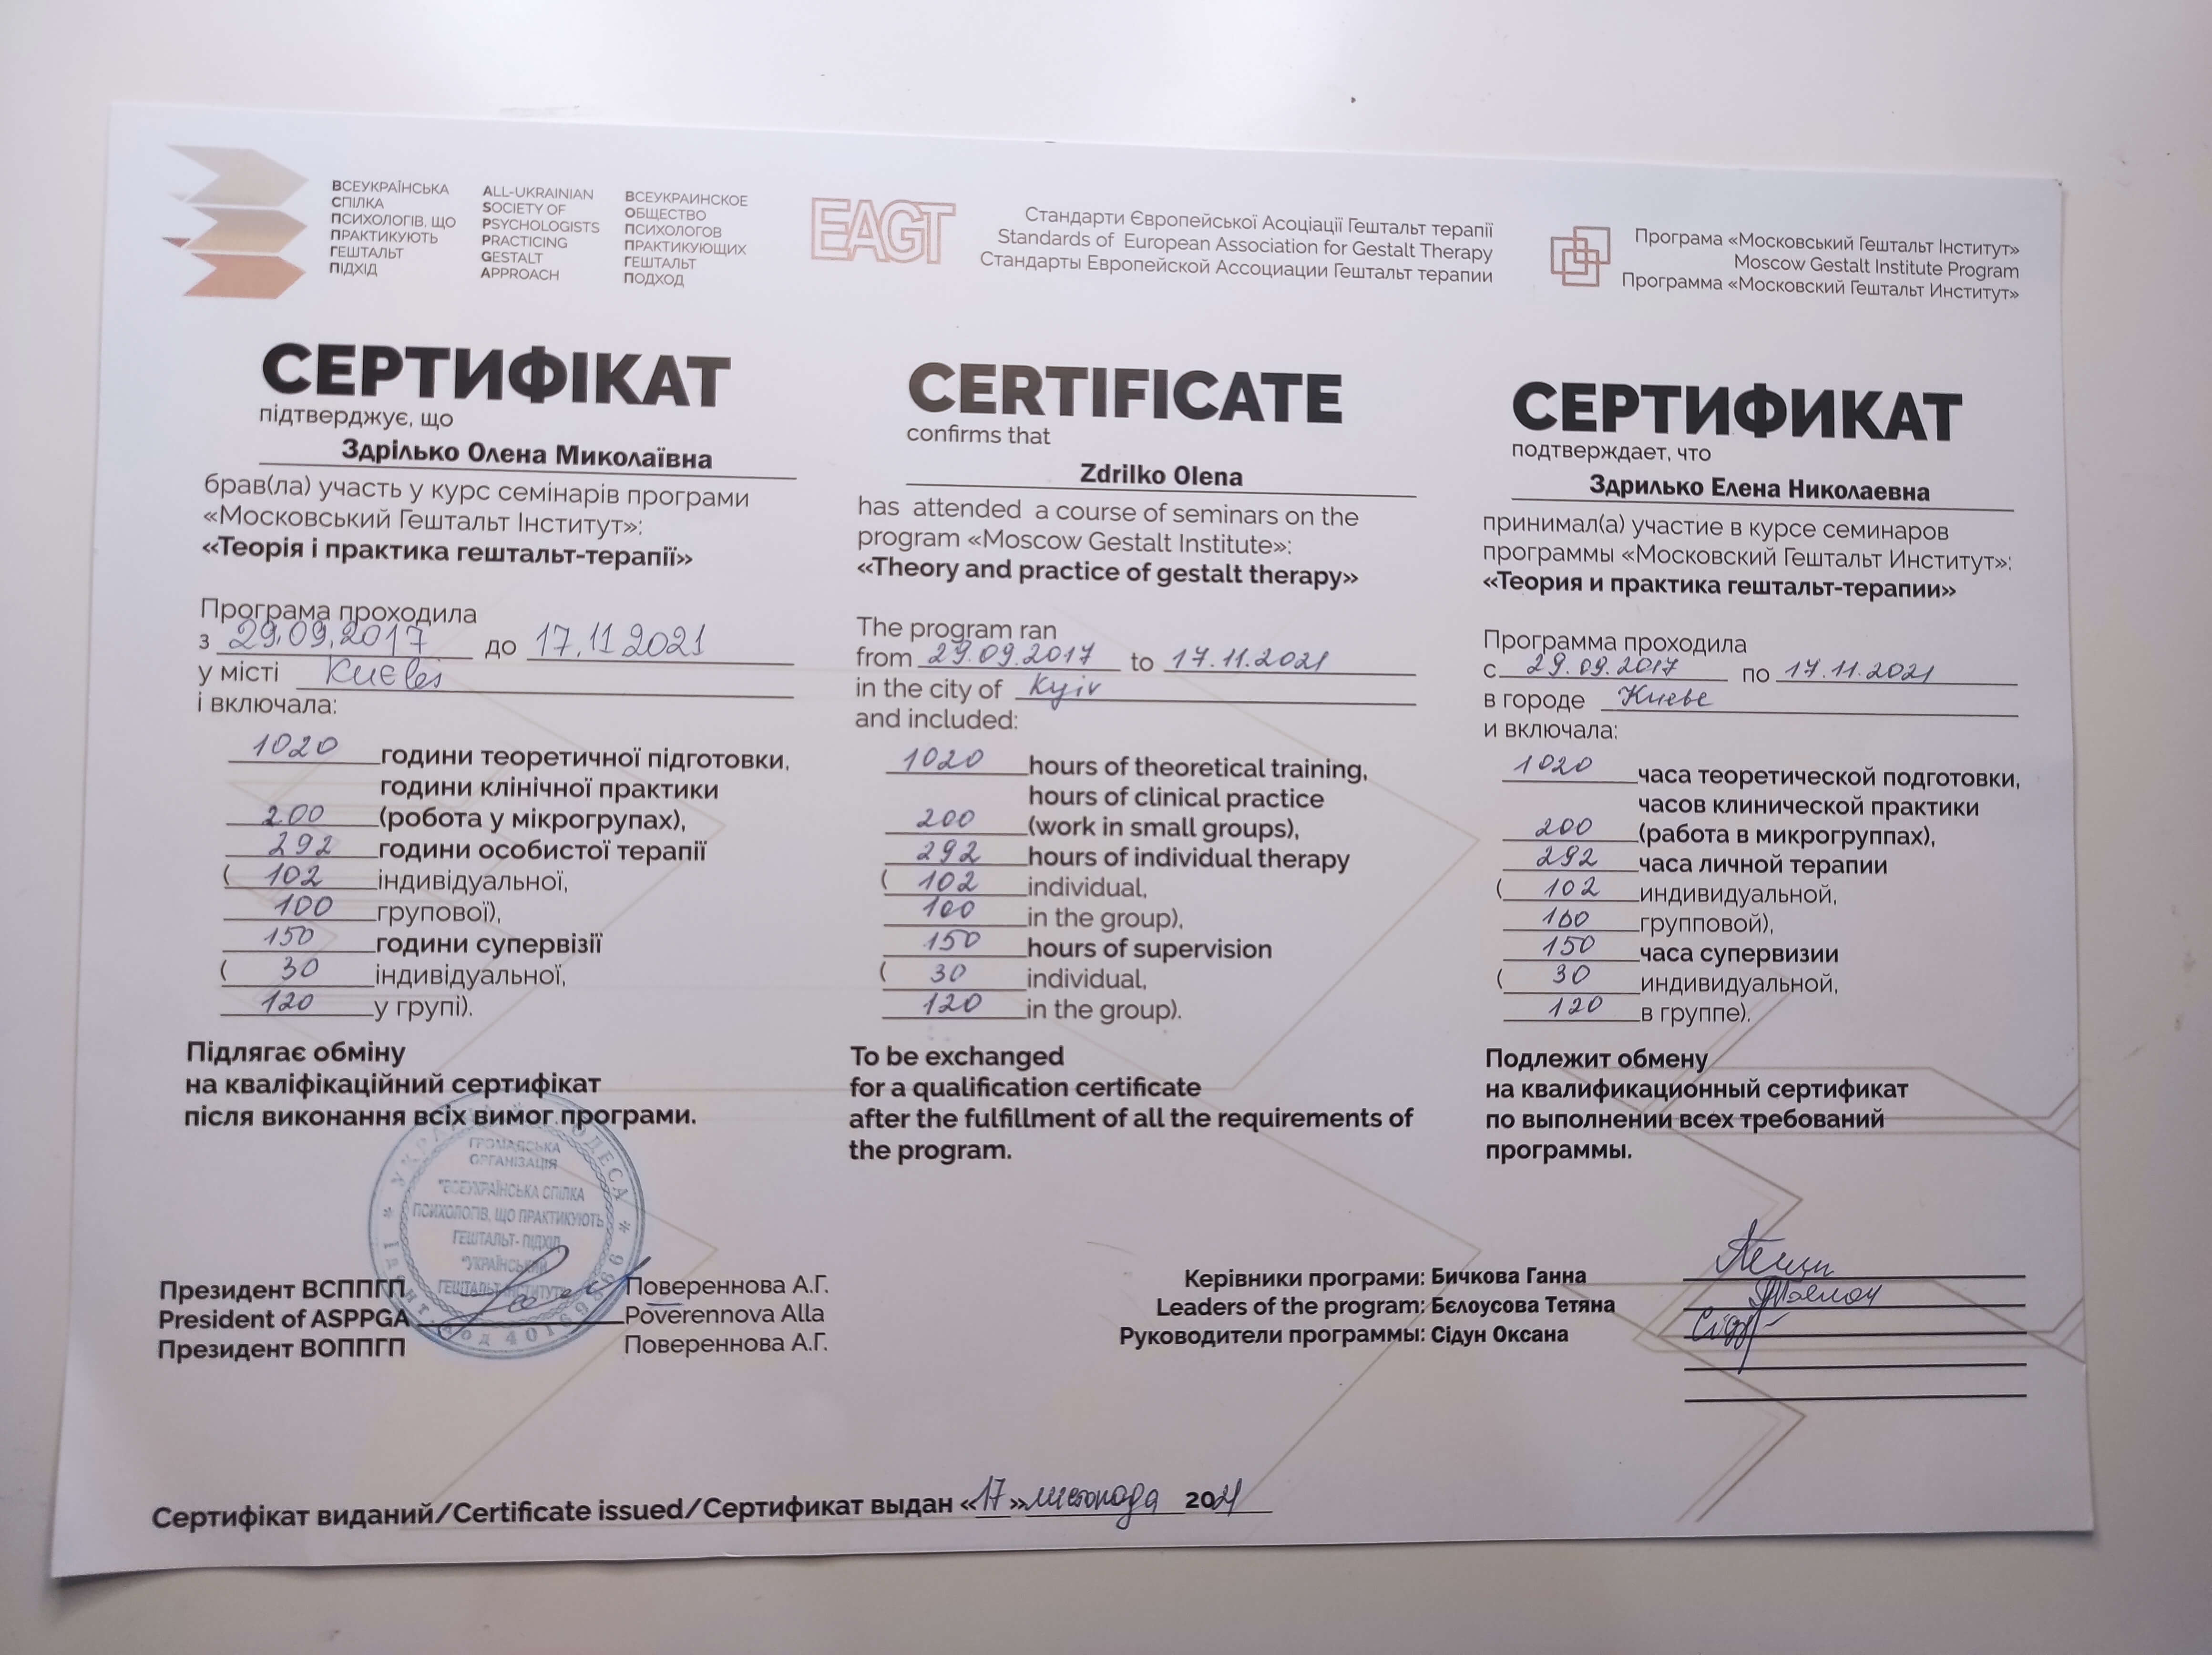 ВСЕУКРАЇНСЬКА
СПІЛКА
ПСИХОЛОГІВ, ЩО
ПРАКТИКУЮТЬ
ГЕШТАЛЬТ
ПІДХІД
ALL-UKRAINIAN
SOCIETY OF
PSYCHOLOGISTS
PRACTICING
GESTALT
APPROACH
ВСЕУКРАИНСКОЕ
ОБЩЕСТВО
ПСИХОЛОГОВ
ПРАКТИКУЮЩИХ
ГЕШТАЛЬТ
ПОДХОД
EAGT
Стандарти Європейської Асоціації Гештальт терапії
Standards of European Association for Gestalt Therapy
Стандарты Европейской Ассоциации Гештальт терапии
Програма «Московський Гештальт Інститут»
Moscow Gestalt Institute Program
Программа «Московский Гештальт Институт»
СЕРТИФІКАТ
підтверджує, що
Здрілько Олена Миколаївна
брав(ла) участь у курс семінарів програми
«Московський Гештальт Інститут»:
«Теорія і практика гештальт-терапії»
Програма проходила
з 29.09.2017 до 17.11.2021
у місті Києві
і включала:
1020 години теоретичної підготовки,
години клінічної практики
200 (робота у мікрогрупах),
292 години особистої терапії
( 102 індивідуальної,
100 групової),
150 години супервізії
( 30 індивідуальної,
120 у групі).
Підлягає обміну
на кваліфікаційний сертифікат
після виконання всіх вимог програми.
CERTIFICATE
confirms that
Zdrilko Olena
has attended a course of seminars on the
program «Moscow Gestalt Institute»:
«Theory and practice of gestalt therapy»
The program ran
from 29.09.2017 to 17.11.2021
in the city of Kyiv
and included:
1020 hours of theoretical training,
hours of clinical practice
200 (work in small groups),
292 hours of individual therapy
( 102 individual,
100 in the group),
150 hours of supervision
( 30 individual,
120 in the group).
To be exchanged
for a qualification certificate
after the fulfillment of all the requirements of
the program.
СЕРТИФИКАТ
подтверждает, что
Здрилько Елена Николаевна
принимал(а) участие в курсе семинаров
программы «Московский Гештальт Институт»:
«Теория и практика гештальт-терапии»
Программа проходила
с 29.09.2017 по 17.11.2021
в городе Киеве
и включала:
1020 часа теоретической подготовки,
часов клинической практики
200 (работа в микрогруппах),
292 часа личной терапии
( 102 индивидуальной,
100 групповой),
150 часа супервизии
( 30 индивидуальной,
120 в группе).
Подлежит обмену
на квалификационный сертификат
по выполнении всех требований
программы.
УКРАЇНА * М. ОДЕСА *
ГРОМАДСЬКА
ОРГАНІЗАЦІЯ
"ВСЕУКРАЇНСЬКА СПІЛКА
ПСИХОЛОГІВ, ЩО ПРАКТИКУЮТЬ
ГЕШТАЛЬТ- ПІДХІД
"УКРАЇНСЬКИЙ
ГЕШТАЛЬТ ІНСТИТУТ"
Президент ВСППГП Повереннова А.Г.
President of ASPPGA Poverennova Alla
Президент ВОППГП Повереннова А.Г.
Керівники програми: Бичкова Ганна
Leaders of the program: Бєлоусова Тетяна
Руководители программы: Сідун Оксана
Сертифікат виданий/Certificate issued/Сертификат выдан «17» листопада 2021